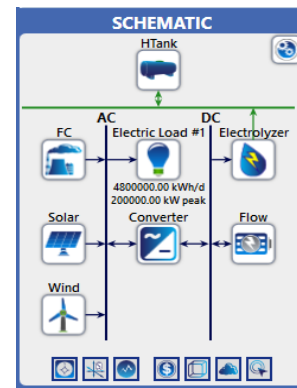 SCHEMATIC
HTank
AC
DC
FC
Electric Load #1
Electrolyzer
4800000.00 kWh/d
200000.00 kW peak
Solar
Converter
Flow
Wind